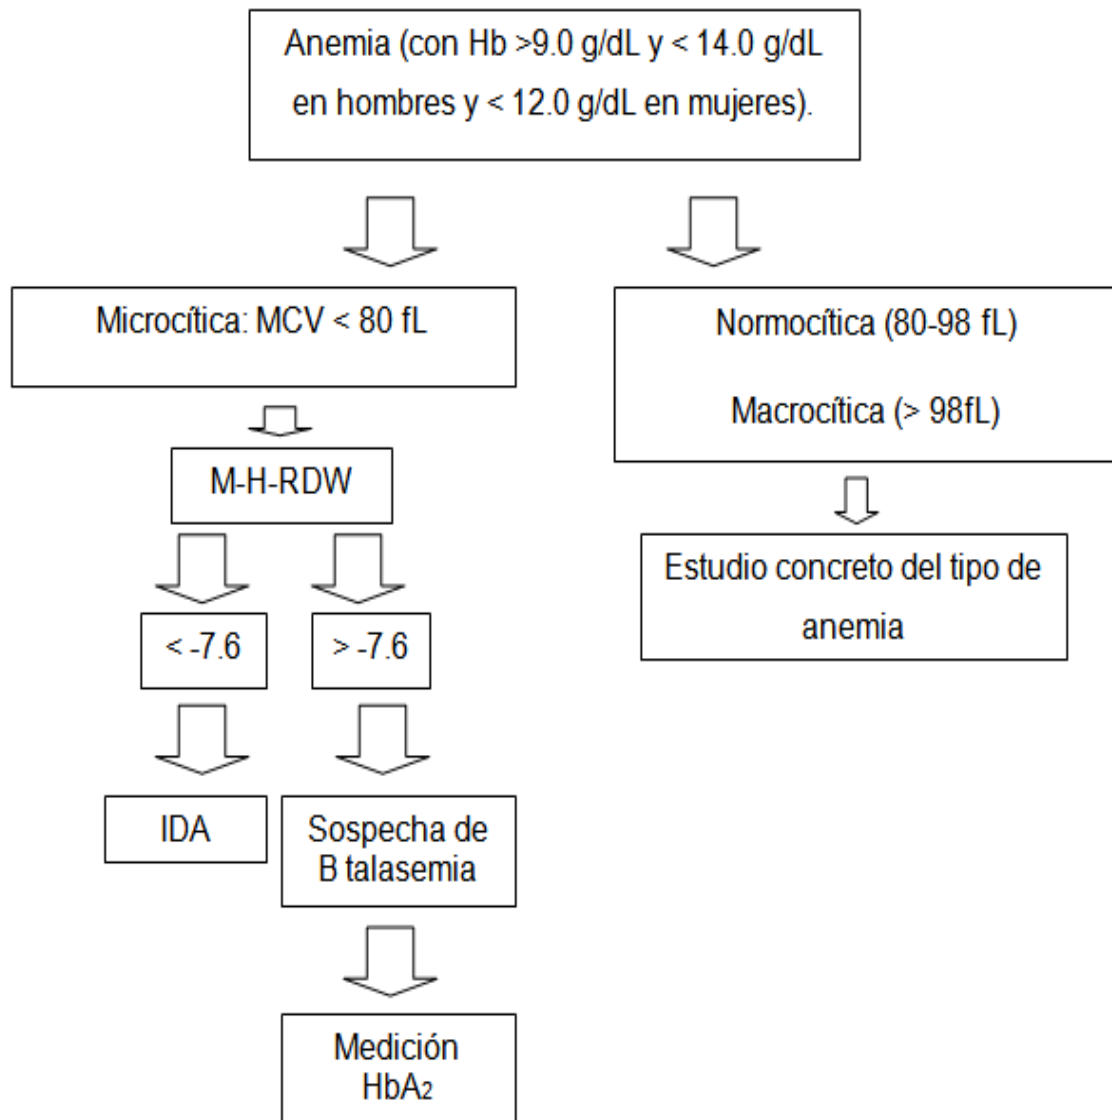 Anemia (con Hb >9.0 g/dL y < 14.0 g/dL
en hombres y < 12.0 g/dL en mujeres).
Microcítica: MCV < 80 fL
Normocítica (80-98 fL)
Macrocítica (> 98fL)
M-H-RDW
Estudio concreto del tipo de
anemia
< -7.6
> -7.6
IDA
Sospecha de
B talasemia
Medición
HbA₂